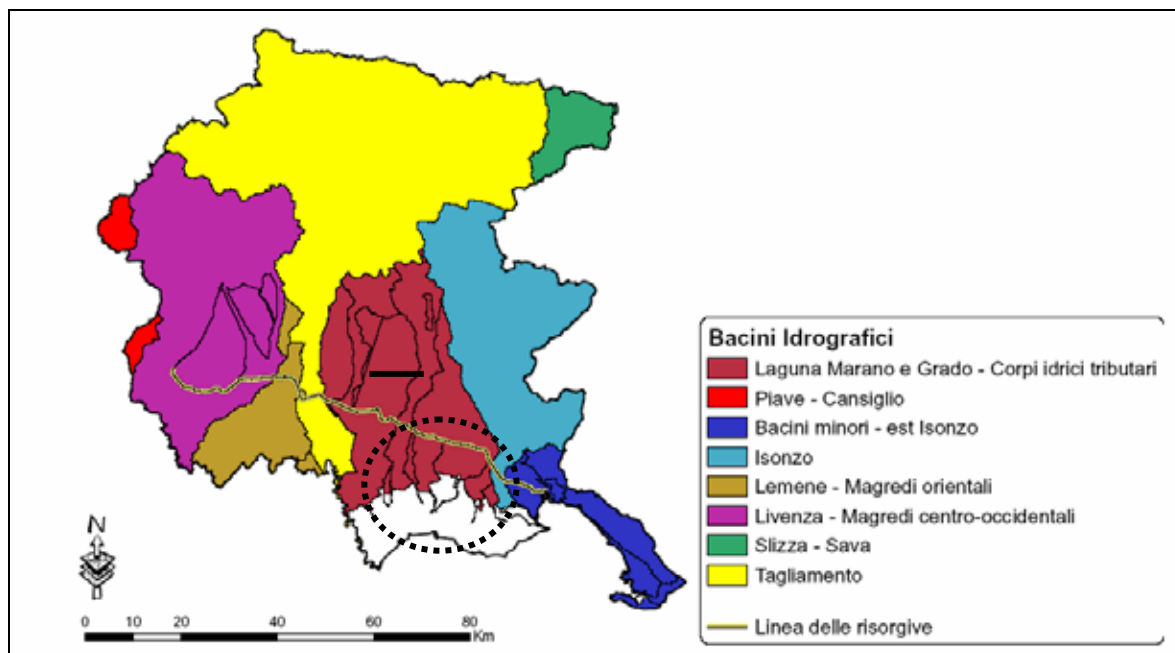 Bacini Idrografici
Laguna Marano e Grado - Corpi idrici tributari
Piave - Cansiglio
Bacini minori - est Isonzo
Isonzo
Lemene - Magredi orientali
Livenza - Magredi centro-occidentali
Slizza - Sava
Tagliamento
Linea delle risorgive
N
0 10 20 40 60 80
Km